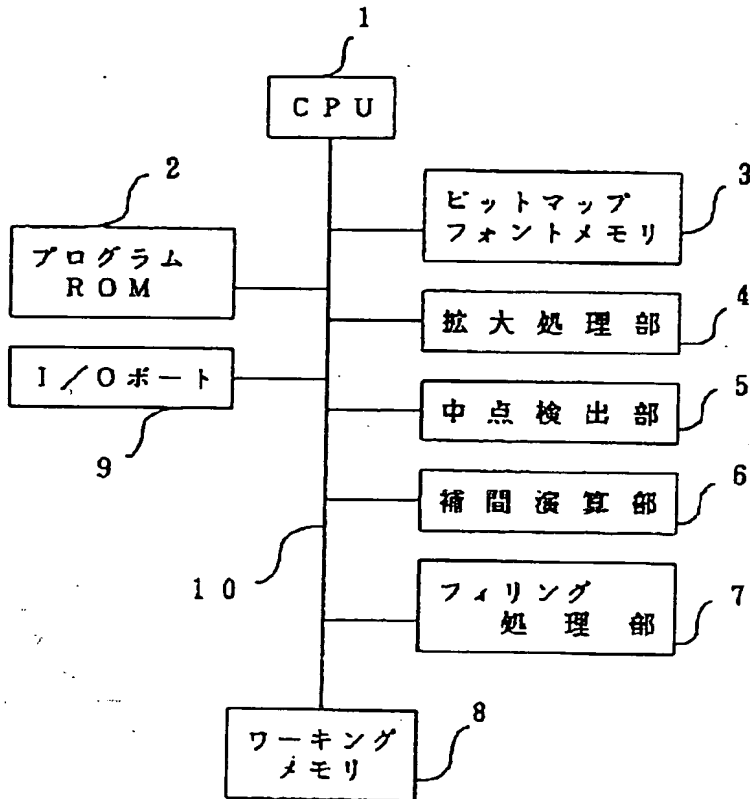 1
CPU
2
プログラム
ROM
3
ビットマップ
フォントメモリ
4
拡大処理部
I/Oポート
9
5
中点検出部
6
補間演算部
10
7
フィリング
処理部
8
ワーキング
メモリ